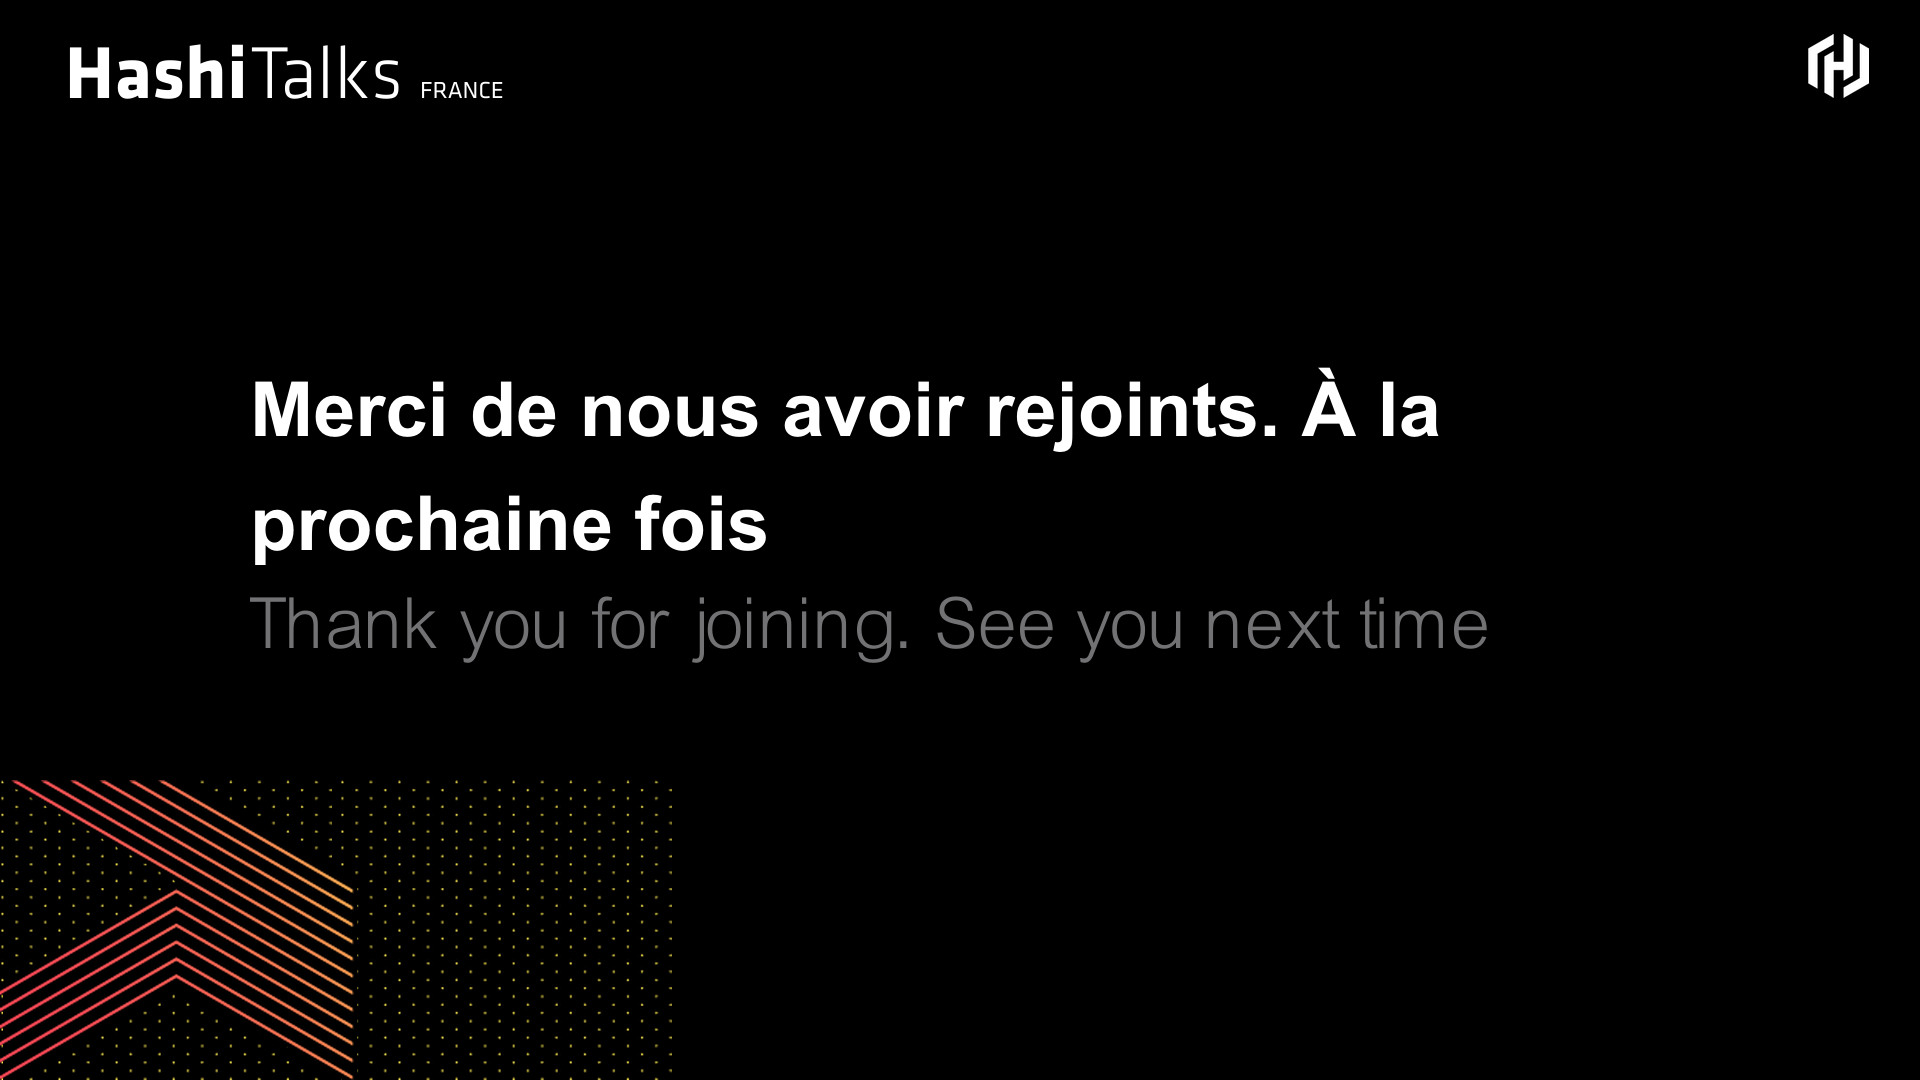 HashiTalks FRANCE
Merci de nous avoir rejoints. À la
prochaine fois
Thank you for joining. See you next time